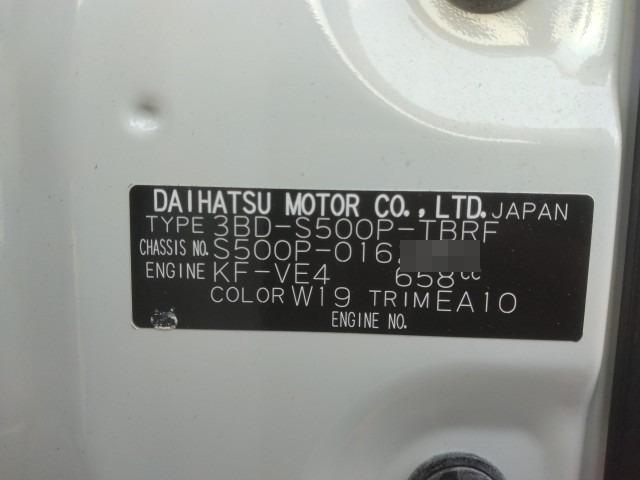 DAIHATSU MOTOR CO.,LTD. JAPAN
TYPE 3BD-S500P-TBRF
CHASSIS NO. S500P-016
ENGINE KF-VE4 658cc
COLOR W19 TRIM EA10
ENGINE NO.